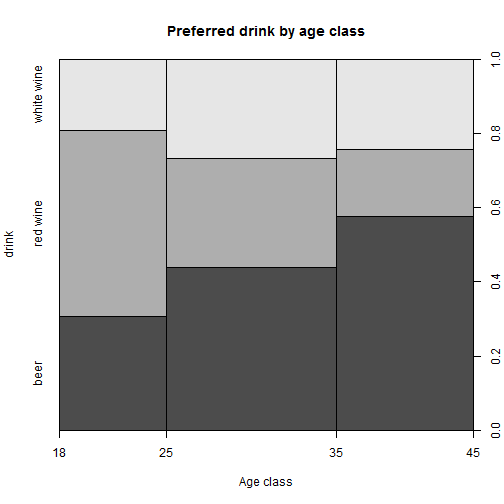 Preferred drink by age class
white wine
red wine
beer
drink
1.0
0.8
0.6
0.4
0.2
0.0
18 25 35 45
Age class